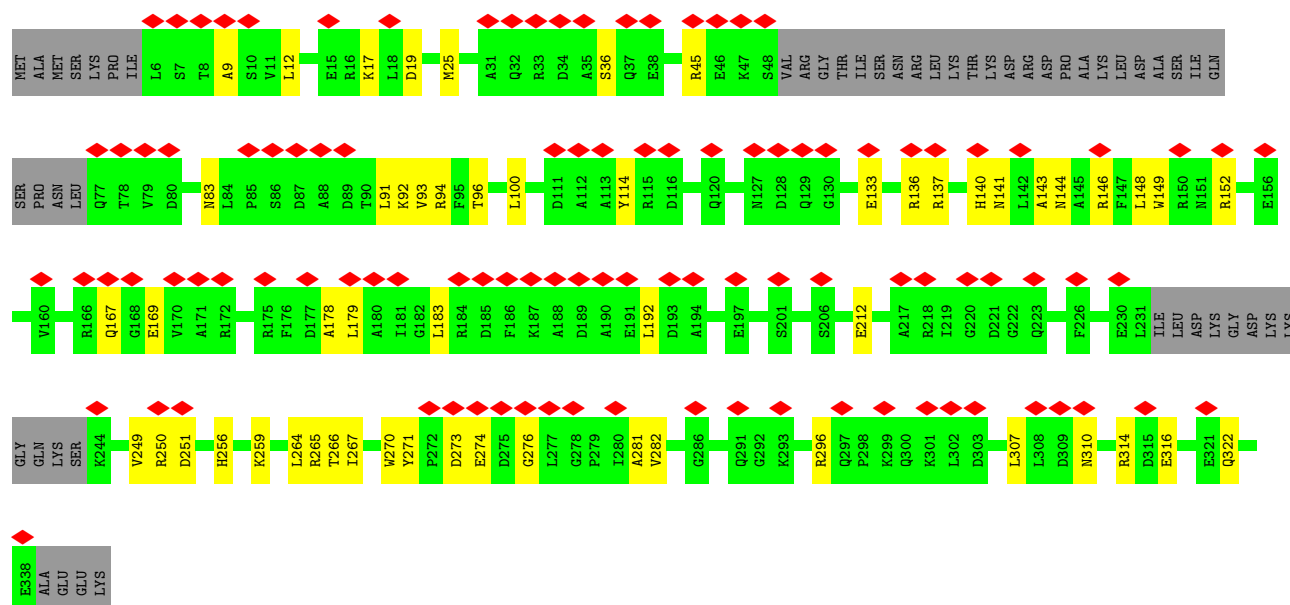 MET ALA MET SER LYS PRO ILE L6 S7 T8 A9 S10 V11 L12 E15 R16 K17 L18 D19 M25 A31 Q32 R33 D34 A35 S36 Q37 E38 R45 E46 K47 S48 VAL ARG GLY THR ILE SER ASN ARG LEU LYS THR LYS ASP ARG ASP PRO ALA LYS LEU ASP ALA SER ILE GLN
SER PRO ASN LEU Q77 T78 V79 D80 N83 L84 P85 S86 D87 A88 D89 T90 L91 K92 V93 R94 F95 T96 L100 D111 A112 A113 Y114 R115 D116 Q120 N127 D128 Q129 G130 E133 R136 R137 H140 N141 L142 A143 N144 A145 R146 F147 L148 W149 R150 N151 R152 E156
V160 R166 Q167 G168 E169 V170 A171 R172 R175 F176 D177 A178 L179 A180 I181 G182 L183 R184 D185 F186 K187 A188 D189 A190 E191 L192 D193 A194 E197 S201 S206 E212 A217 R218 I219 G220 D221 G222 Q223 F226 E230 L231 ILE LEU ASP LYS GLY ASP LYS LYS
GLY GLN LYS SER K244 V249 R250 D251 H256 K259 L264 R265 T266 I267 W270 Y271 P272 D273 E274 D275 G276 L277 G278 P279 I280 A281 V282 G286 Q291 G292 K293 R296 Q297 P298 K299 Q300 K301 L302 D303 L307 L308 D309 N310 R314 D315 E316 E321 Q322
E338 ALA GLU GLU LYS